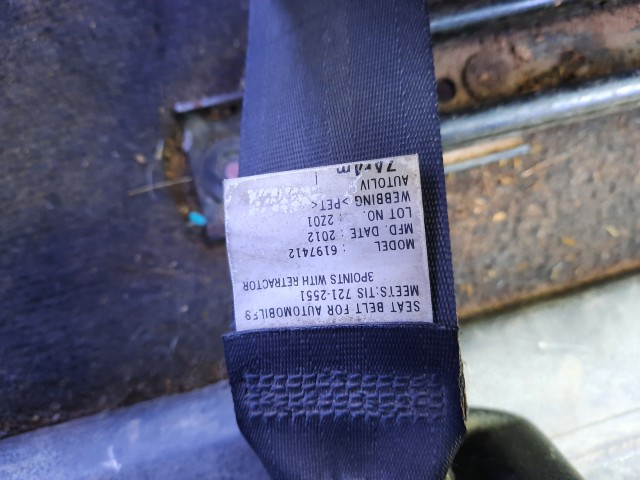 SEAT BELT FOR AUTOMOBILES
MEETS:TIS 721-2551
3POINTS WITH RETRACTOR
MODEL : 6197412
MFD. DATE : 2012
LOT NO. : 2Z01
WEBBING >PET<
AUTOLIV